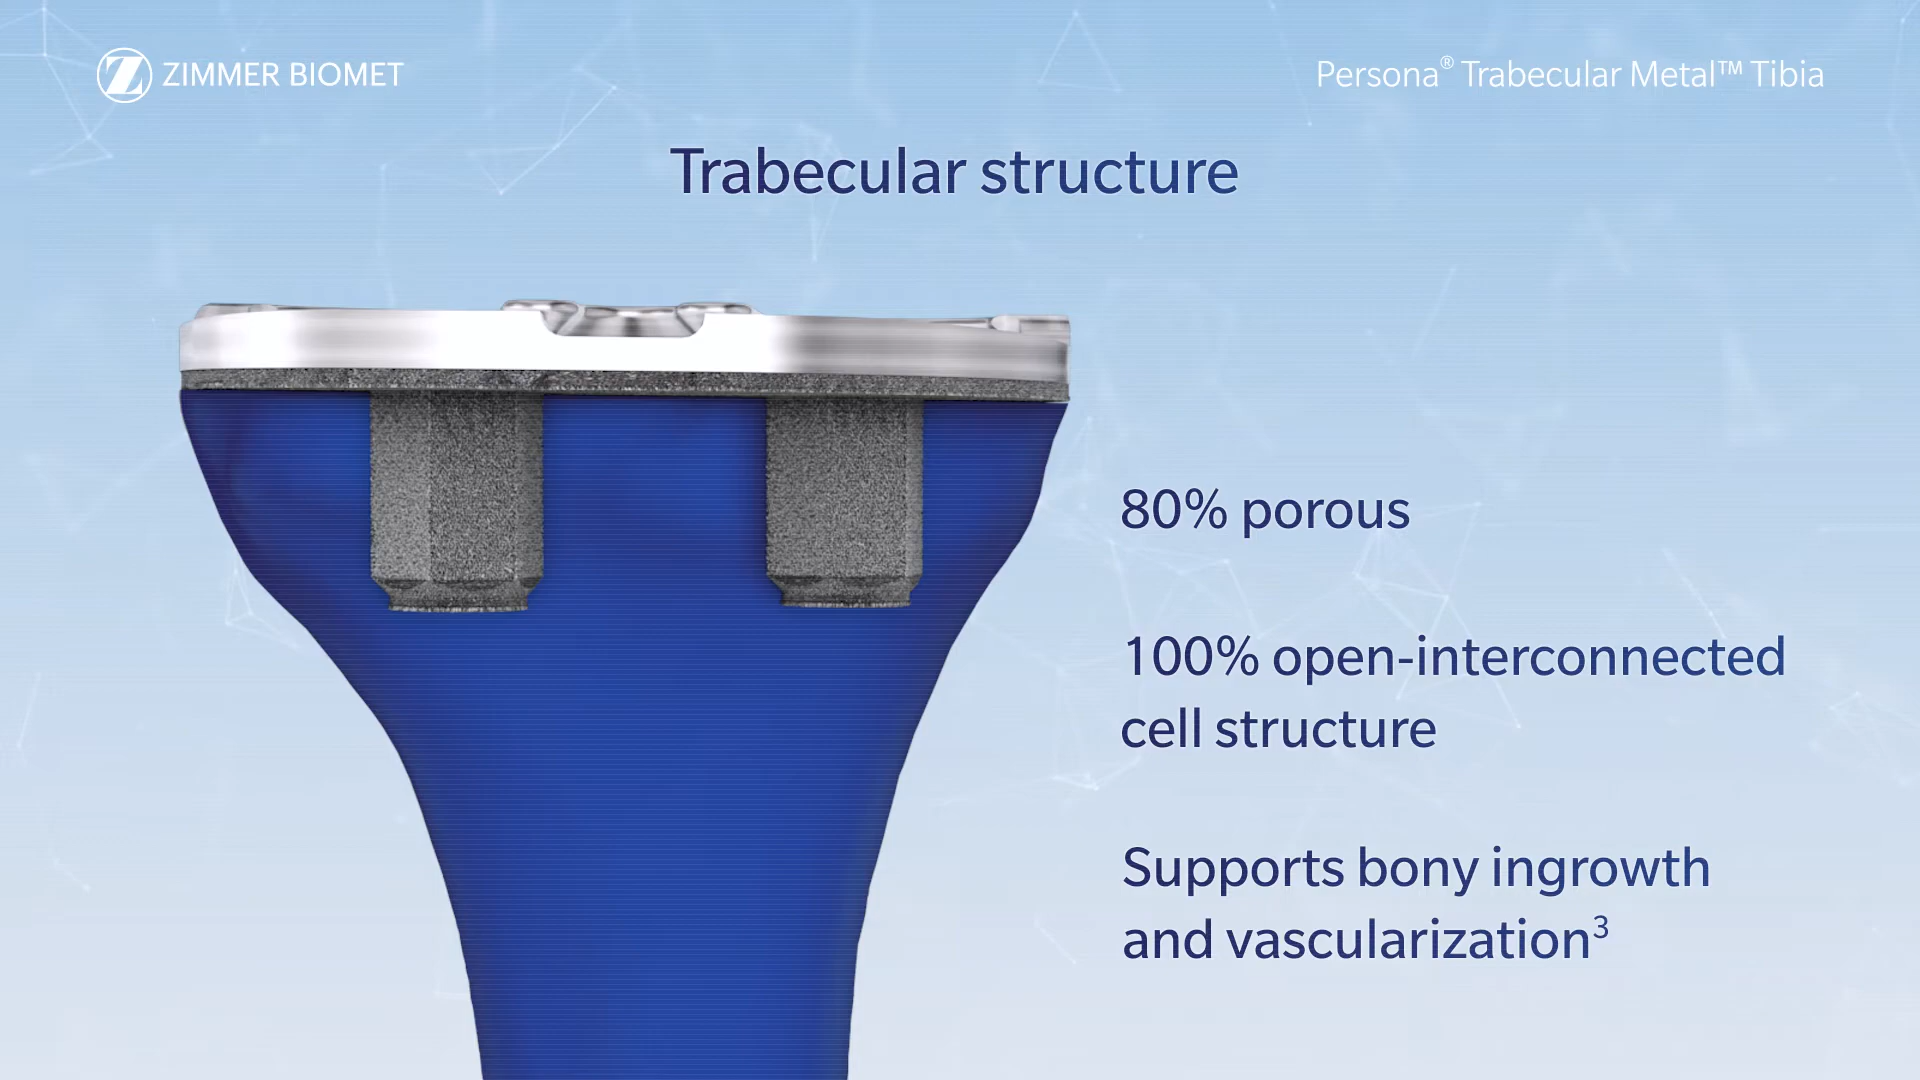 ZIMMER BIOMET
Persona® Trabecular Metal™ Tibia
Trabecular structure
80% porous
100% open-interconnected
cell structure
Supports bony ingrowth
and vascularization³